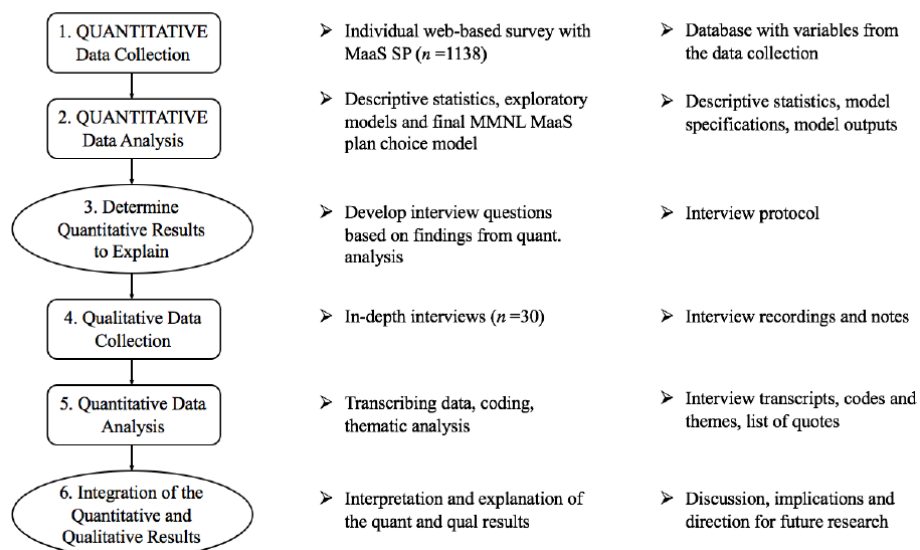 1. QUANTITATIVE
Data Collection
➢ Individual web-based survey with
MaaS SP (n =1138)
➢ Database with variables from
the data collection
2. QUANTITATIVE
Data Analysis
➢ Descriptive statistics, exploratory
models and final MMNL MaaS
plan choice model
➢ Descriptive statistics, model
specifications, model outputs
3. Determine
Quantitative Results
to Explain
➢ Develop interview questions
based on findings from quant.
analysis
➢ Interview protocol
4. Qualitative Data
Collection
➢ In-depth interviews (n =30)
➢ Interview recordings and notes
5. Quantitative Data
Analysis
➢ Transcribing data, coding,
thematic analysis
➢ Interview transcripts, codes and
themes, list of quotes
6. Integration of the
Quantitative and
Qualitative Results
➢ Interpretation and explanation of
the quant and qual results
➢ Discussion, implications and
direction for future research